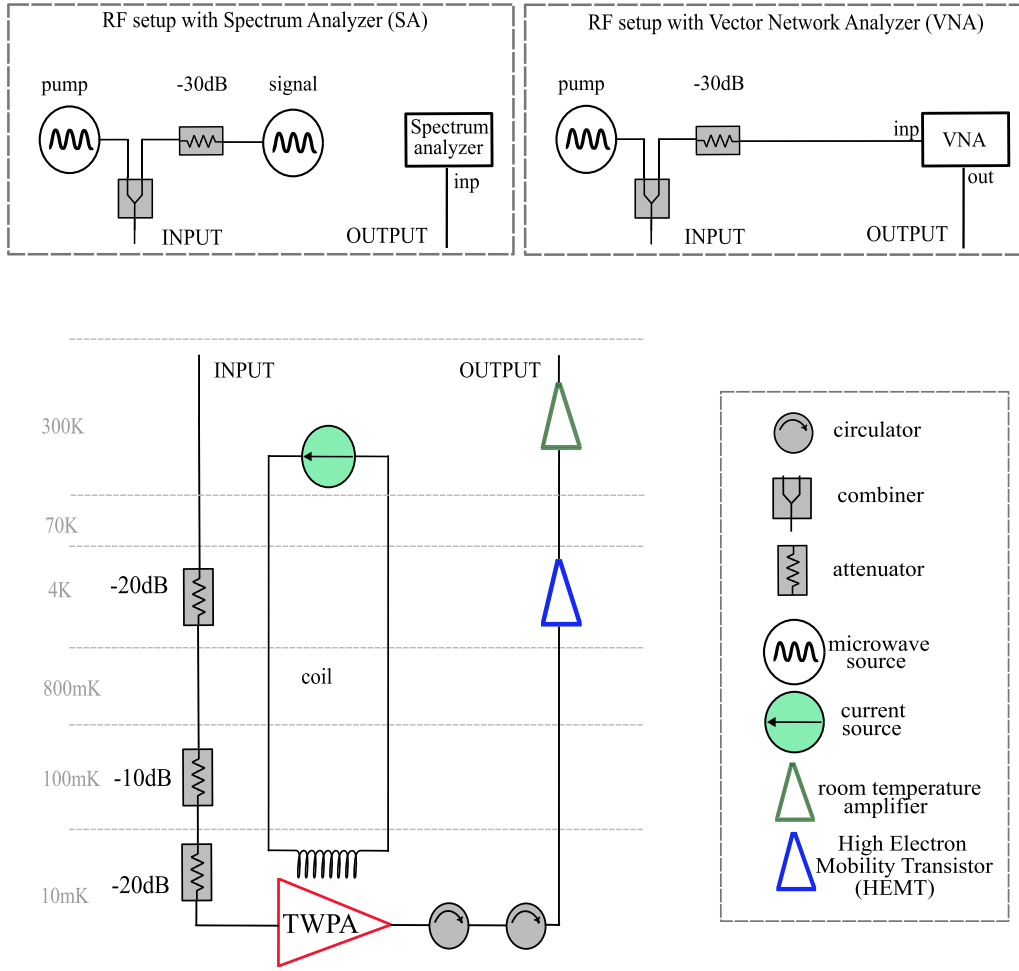 RF setup with Spectrum Analyzer (SA)
pump
-30dB
signal
Spectrum
analyzer
inp
INPUT
OUTPUT
RF setup with Vector Network Analyzer (VNA)
pump
-30dB
inp
VNA
out
INPUT
OUTPUT
INPUT
OUTPUT
300K
70K
4K
-20dB
800mK
coil
100mK
-10dB
10mK
-20dB
TWPA
circulator
combiner
attenuator
microwave
source
current
source
room temperature
amplifier
High Electron
Mobility Transistor
(HEMT)